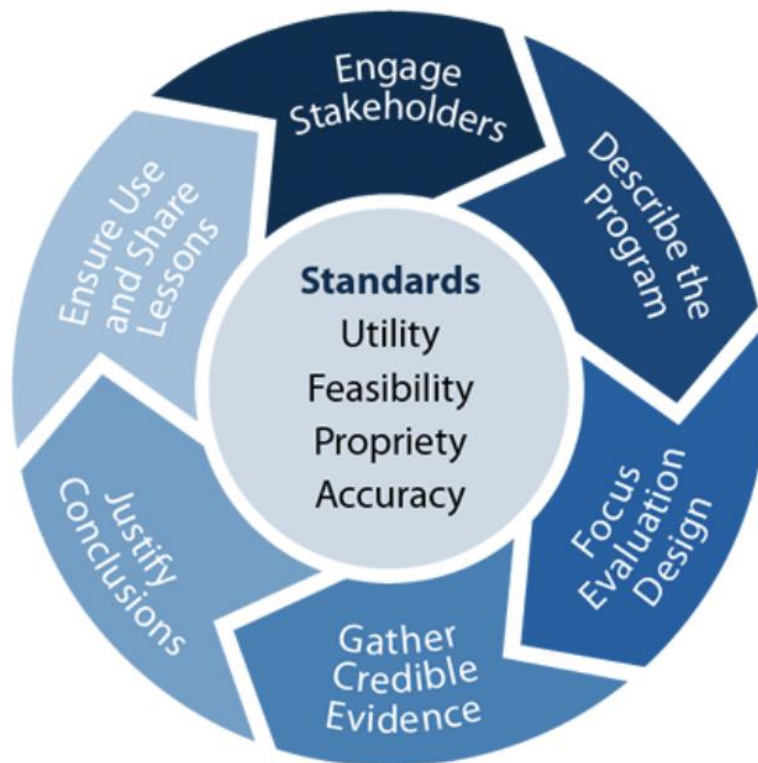 Engage
Stakeholders
Describe the
Program
Focus
Evaluation
Design
Gather
Credible
Evidence
Justify
Conclusions
Ensure Use
and Share
Lessons
Standards
Utility
Feasibility
Propriety
Accuracy